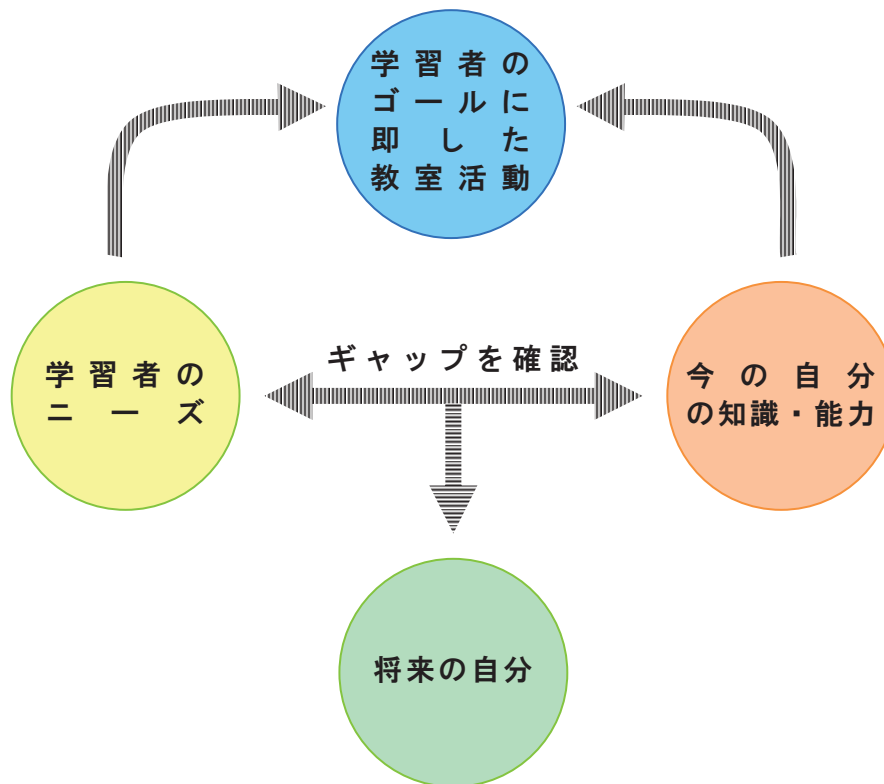 学習者の
ゴールに
即した
教室活動
ギャップを確認
学習者の
ニーズ
今の自分
の知識・能力
将来の自分